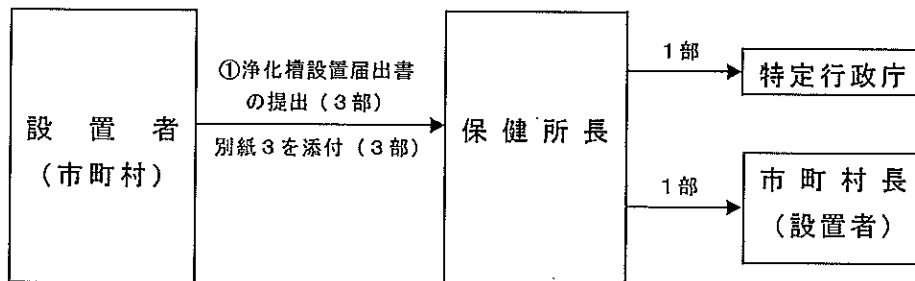 設置者
(市町村)
①浄化槽設置届出書
の提出(3部)
別紙3を添付(3部)
保健所長
1部
特定行政庁
1部
市町村長
(設置者)